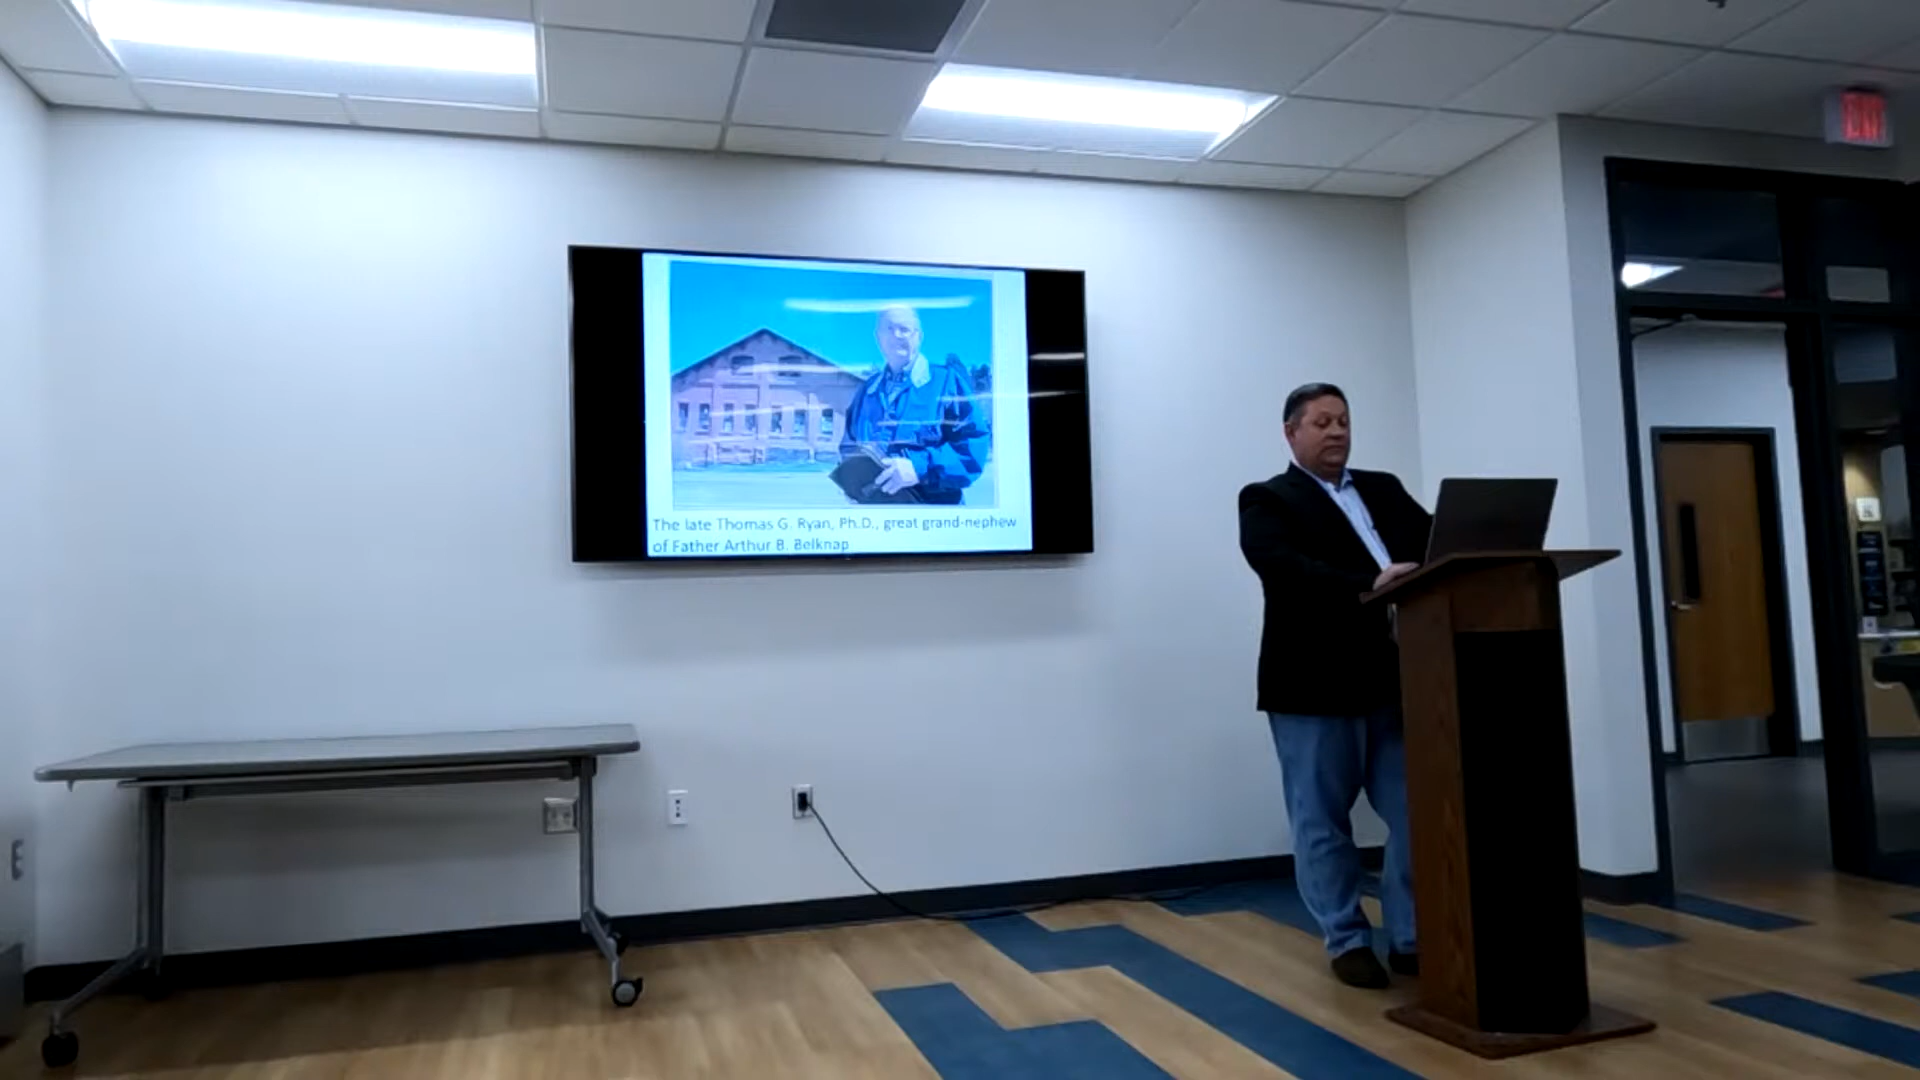 EXIT
The late Thomas G. Ryan, Ph.D., great grand-nephew
of Father Arthur B. Belknap